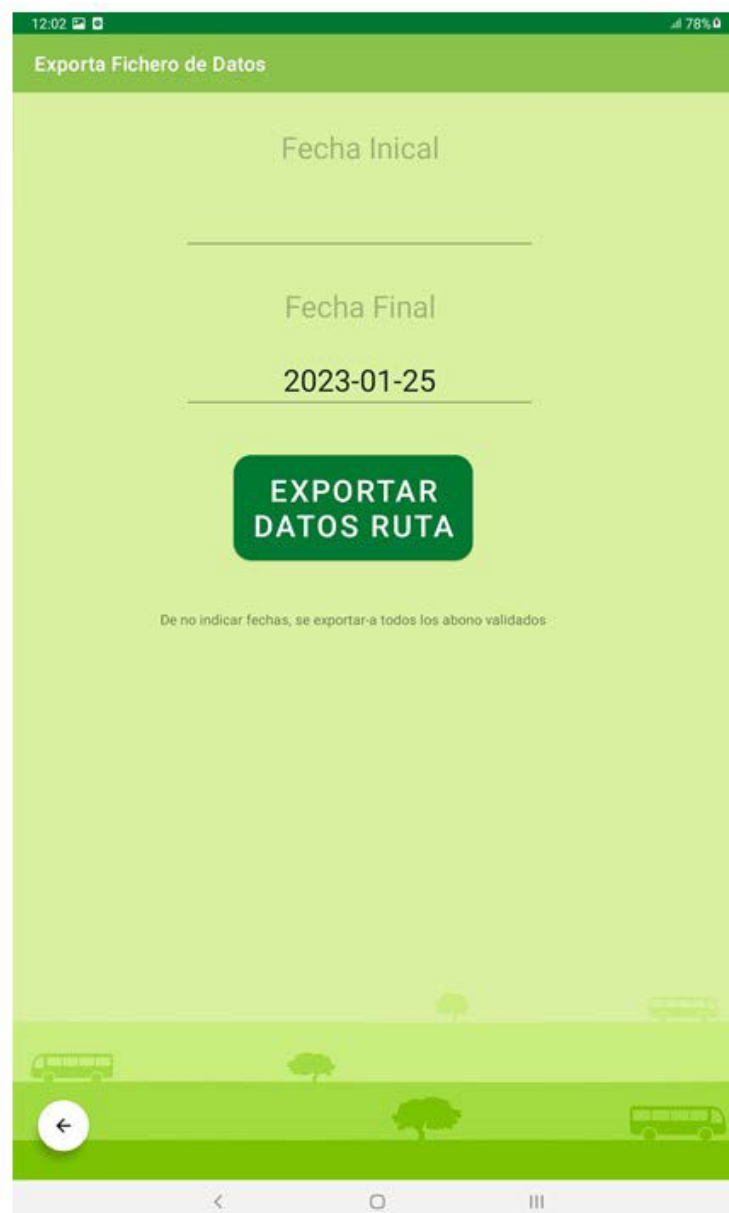 12:02
78%
Exporta Fichero de Datos
Fecha Inical
Fecha Final
2023-01-25
EXPORTAR
DATOS RUTA
De no indicar fechas, se exportar-a todos los abono validados